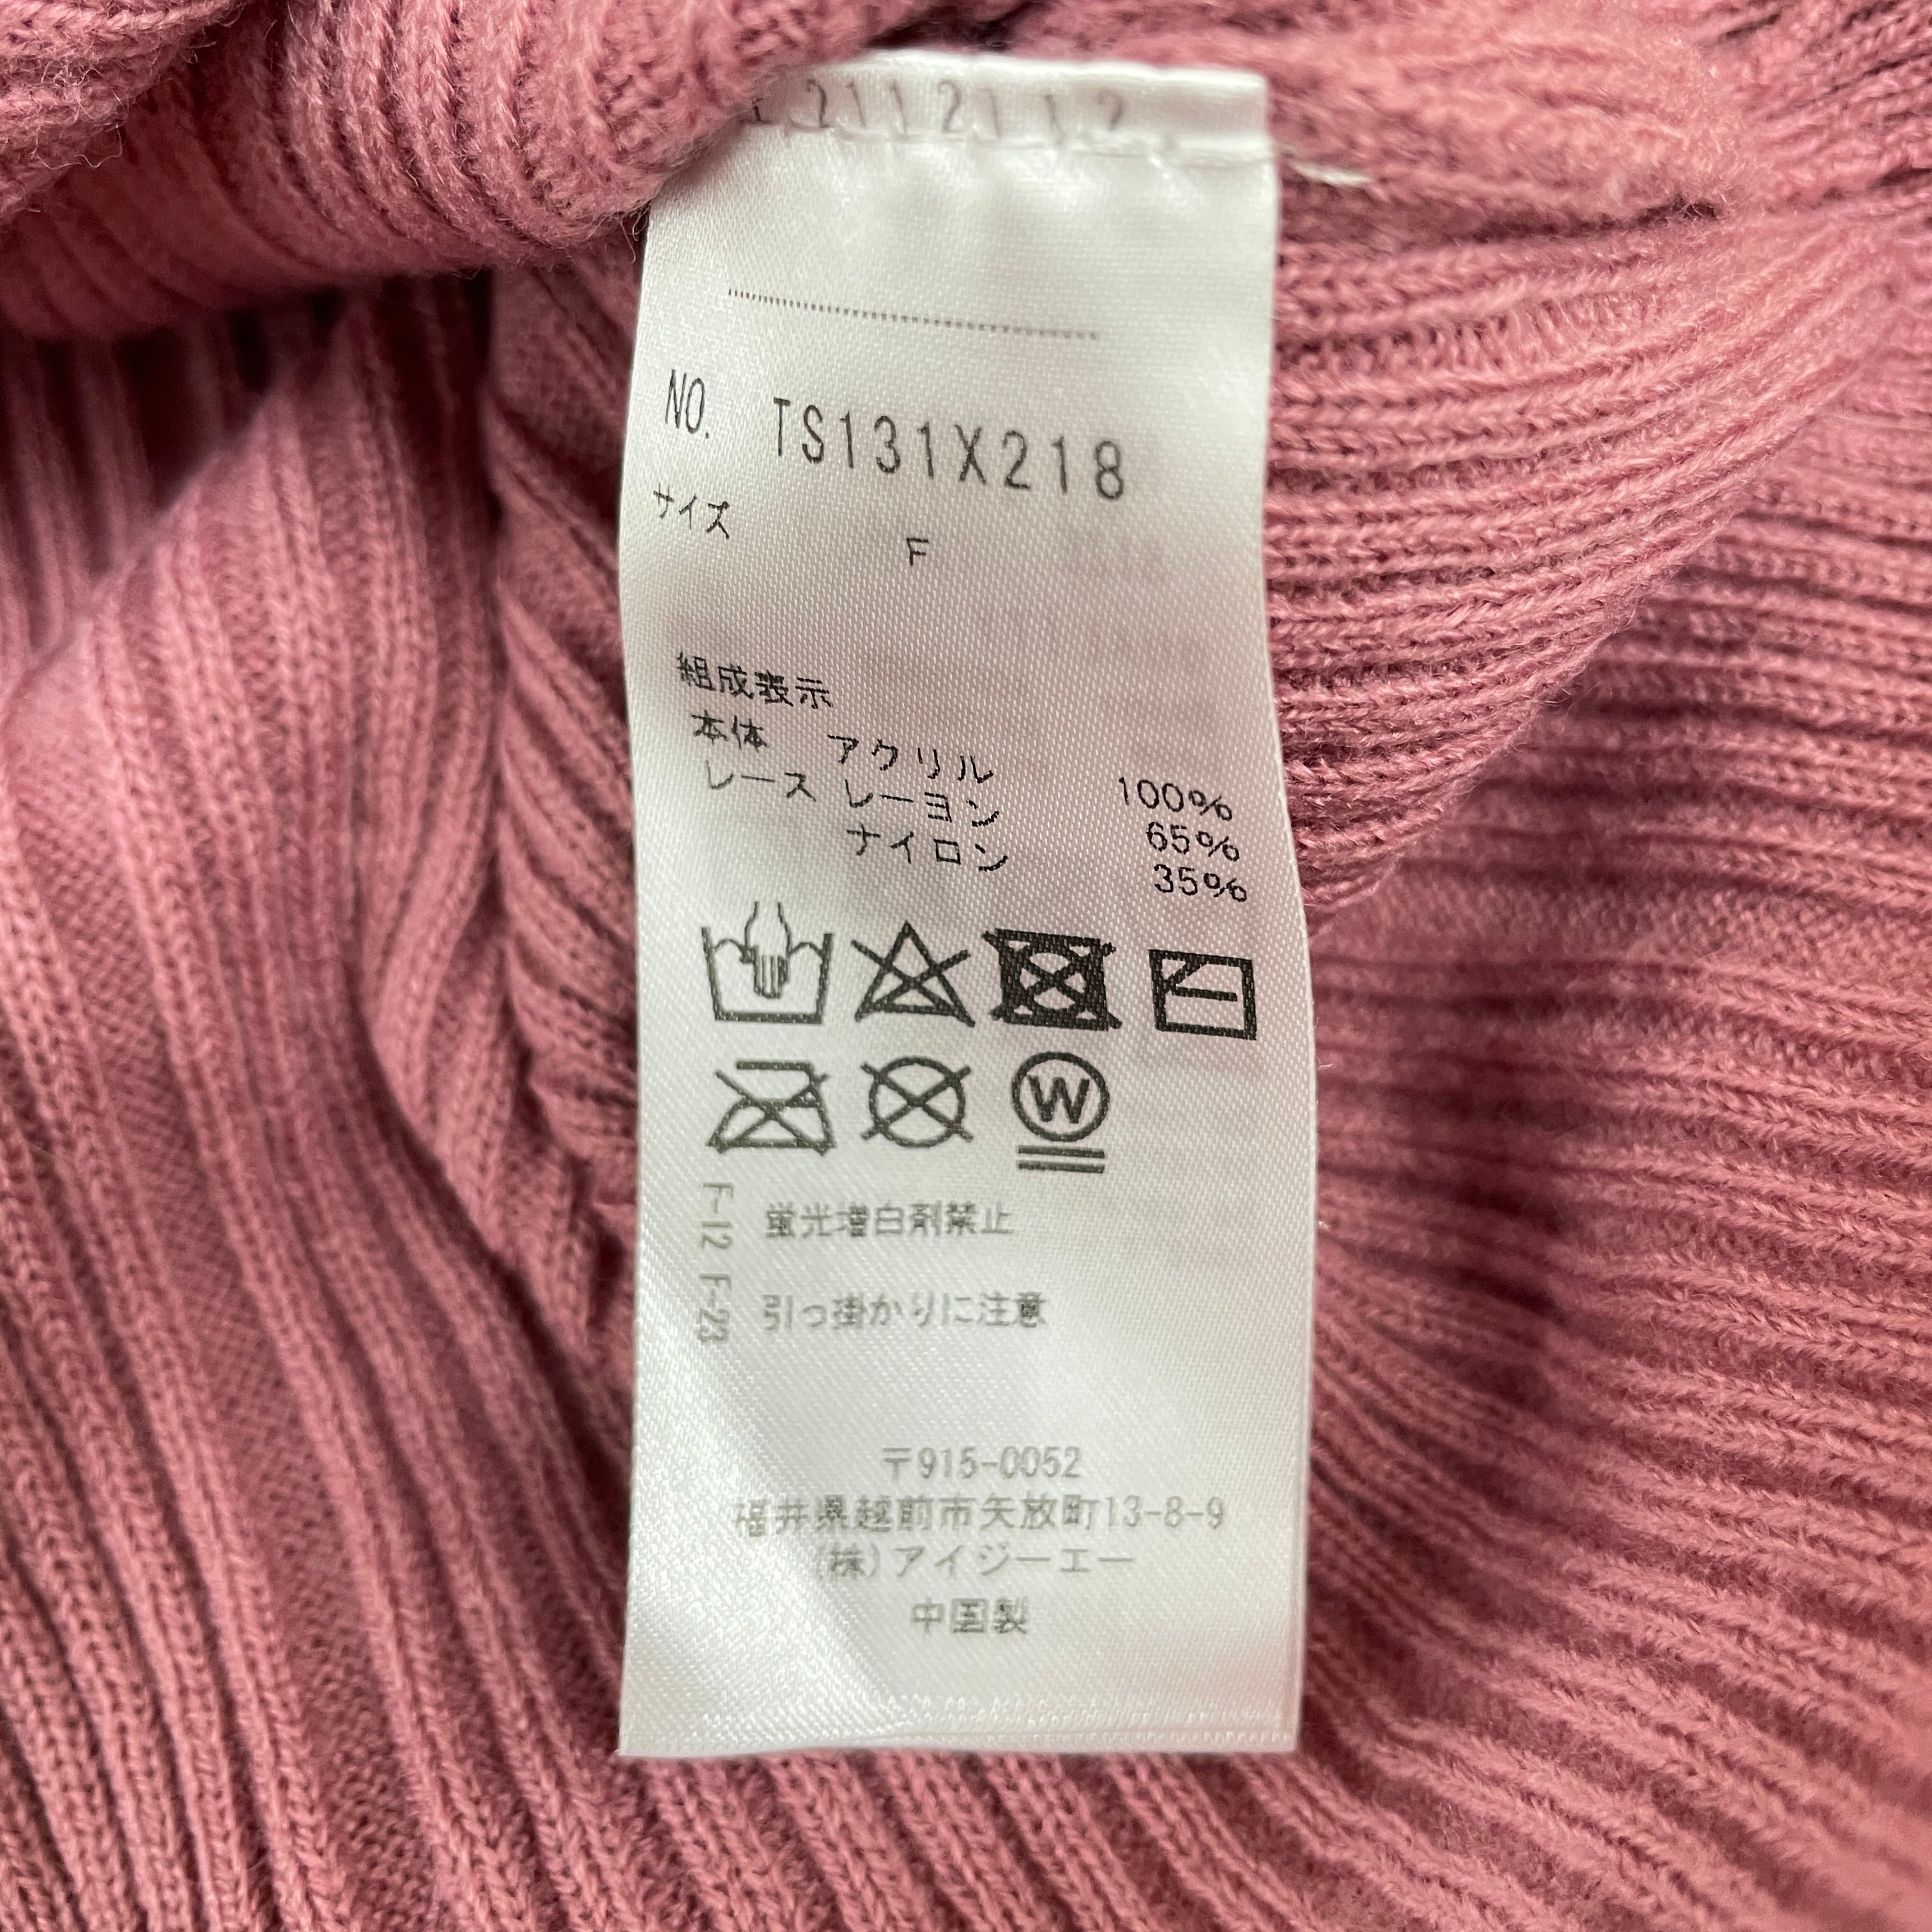 NO. TS131X218
サイズ F
組成表示
本体 アクリル 100%
レース レーヨン 65%
ナイロン 35%
W
F-12 蛍光増白剤禁止
F-23 引っ掛かりに注意
〒915-0052
福井県越前市矢放町13-8-9
(株)アイジーエー
中国製